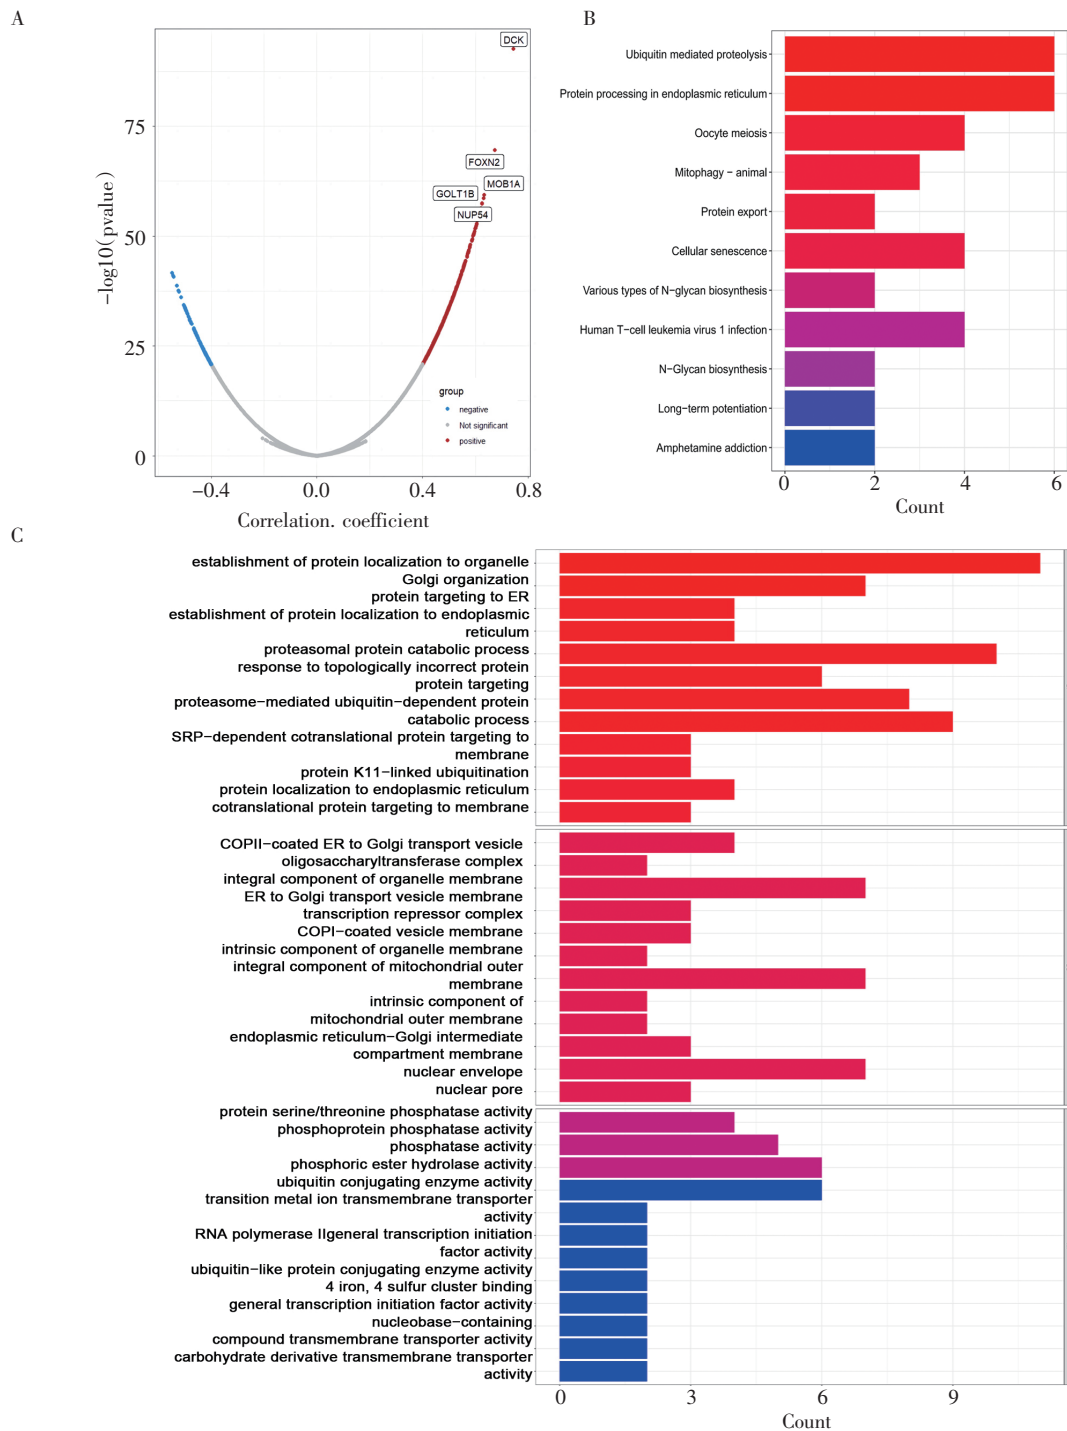 A
DCK
FOXN2
MOB1A
GOLT1B
NUP54
75
50
25
0
−log10(pvalue)
group
negative
Not significant
positive
−0.4
0.0
0.4
0.8
Correlation. coefficient
B
Ubiquitin mediated proteolysis
Protein processing in endoplasmic reticulum
Oocyte meiosis
Mitophagy − animal
Protein export
Cellular senescence
Various types of N−glycan biosynthesis
Human T−cell leukemia virus 1 infection
N−Glycan biosynthesis
Long−term potentiation
Amphetamine addiction
0
2
4
6
Count
C
establishment of protein localization to organelle
Golgi organization
protein targeting to ER
establishment of protein localization to endoplasmic
reticulum
proteasomal protein catabolic process
response to topologically incorrect protein
protein targeting
proteasome−mediated ubiquitin−dependent protein
catabolic process
SRP−dependent cotranslational protein targeting to
membrane
protein K11−linked ubiquitination
protein localization to endoplasmic reticulum
cotranslational protein targeting to membrane
COPII−coated ER to Golgi transport vesicle
oligosaccharyltransferase complex
integral component of organelle membrane
ER to Golgi transport vesicle membrane
transcription repressor complex
COPI−coated vesicle membrane
intrinsic component of organelle membrane
integral component of mitochondrial outer
membrane
intrinsic component of
mitochondrial outer membrane
endoplasmic reticulum−Golgi intermediate
compartment membrane
nuclear envelope
nuclear pore
protein serine/threonine phosphatase activity
phosphoprotein phosphatase activity
phosphatase activity
phosphoric ester hydrolase activity
ubiquitin conjugating enzyme activity
transition metal ion transmembrane transporter
activity
RNA polymerase IIgeneral transcription initiation
factor activity
ubiquitin−like protein conjugating enzyme activity
4 iron, 4 sulfur cluster binding
general transcription initiation factor activity
nucleobase−containing
compound transmembrane transporter activity
carbohydrate derivative transmembrane transporter
activity
0
3
6
9
Count